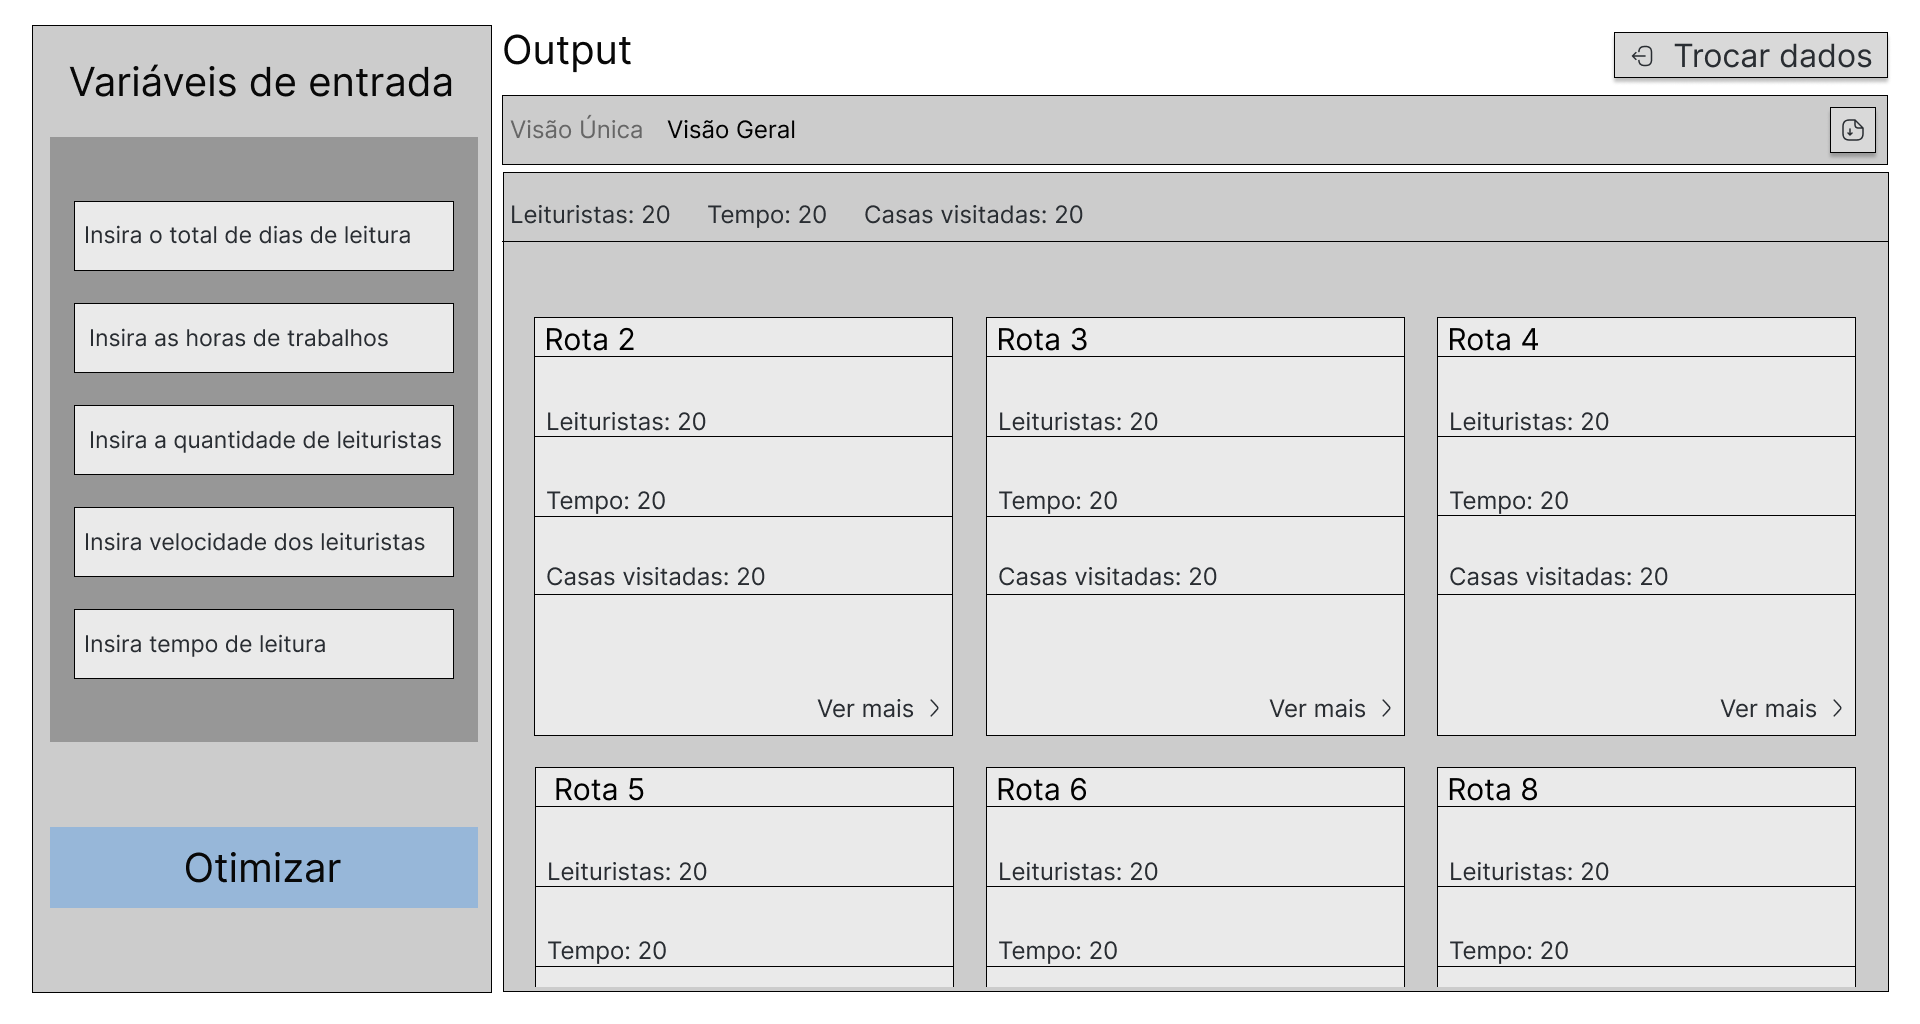 Variáveis de entrada
Insira o total de dias de leitura
Insira as horas de trabalhos
Insira a quantidade de leituristas
Insira velocidade dos leituristas
Insira tempo de leitura
Otimizar
Output
Trocar dados
Visão Única Visão Geral
Leituristas: 20 Tempo: 20 Casas visitadas: 20
Rota 2
Leituristas: 20
Tempo: 20
Casas visitadas: 20
Ver mais
Rota 3
Leituristas: 20
Tempo: 20
Casas visitadas: 20
Ver mais
Rota 4
Leituristas: 20
Tempo: 20
Casas visitadas: 20
Ver mais
Rota 5
Leituristas: 20
Tempo: 20
Rota 6
Leituristas: 20
Tempo: 20
Rota 8
Leituristas: 20
Tempo: 20